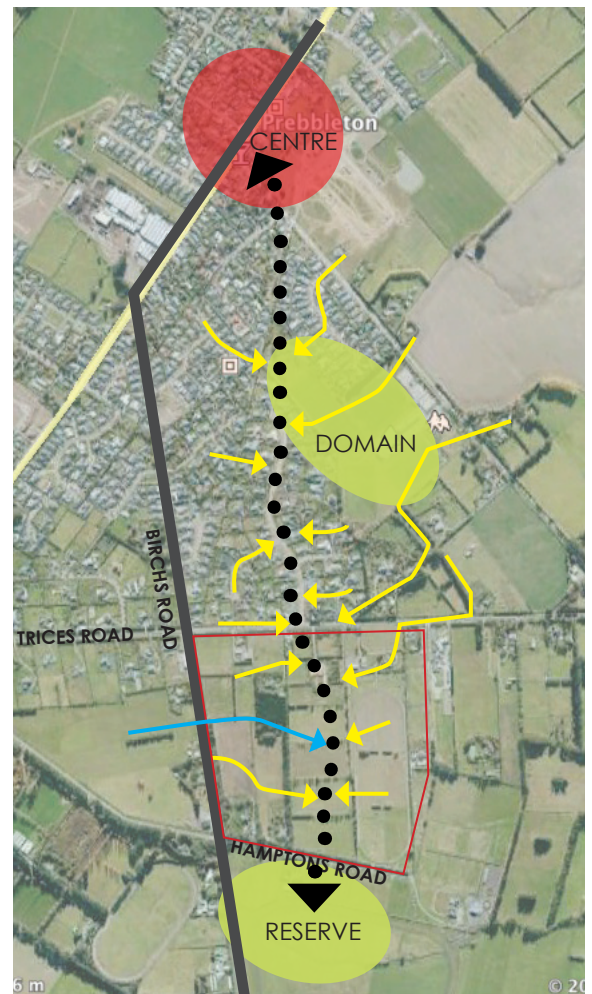 Prebbleton
CENTRE
DOMAIN
BIRCHS ROAD
TRICES ROAD
HAMPTONS ROAD
RESERVE
6 m
© 20